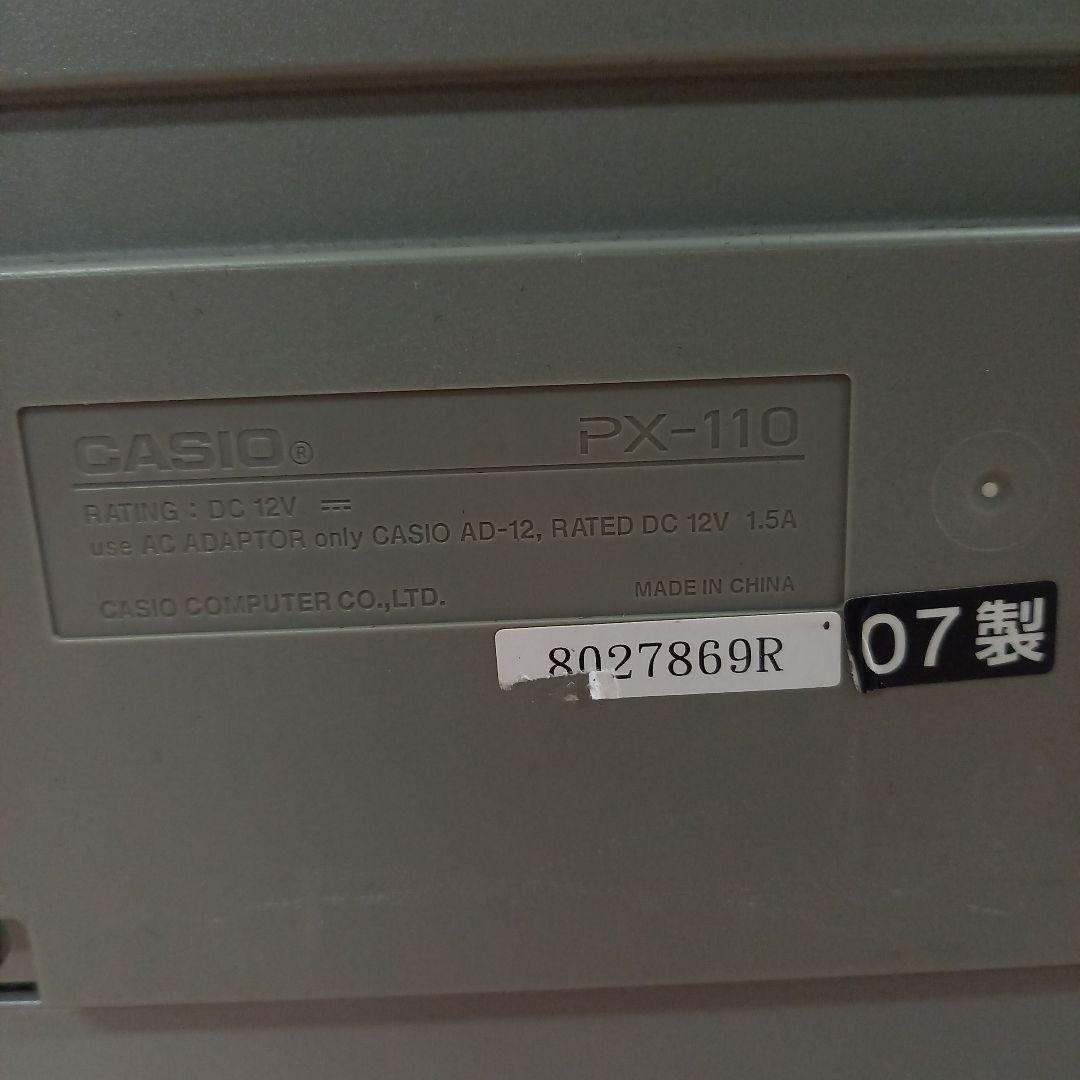 CASIO® PX-110
RATING : DC 12V ⎓
use AC ADAPTOR only CASIO AD-12, RATED DC 12V 1.5A
CASIO COMPUTER CO.,LTD. MADE IN CHINA
8027869R
07製